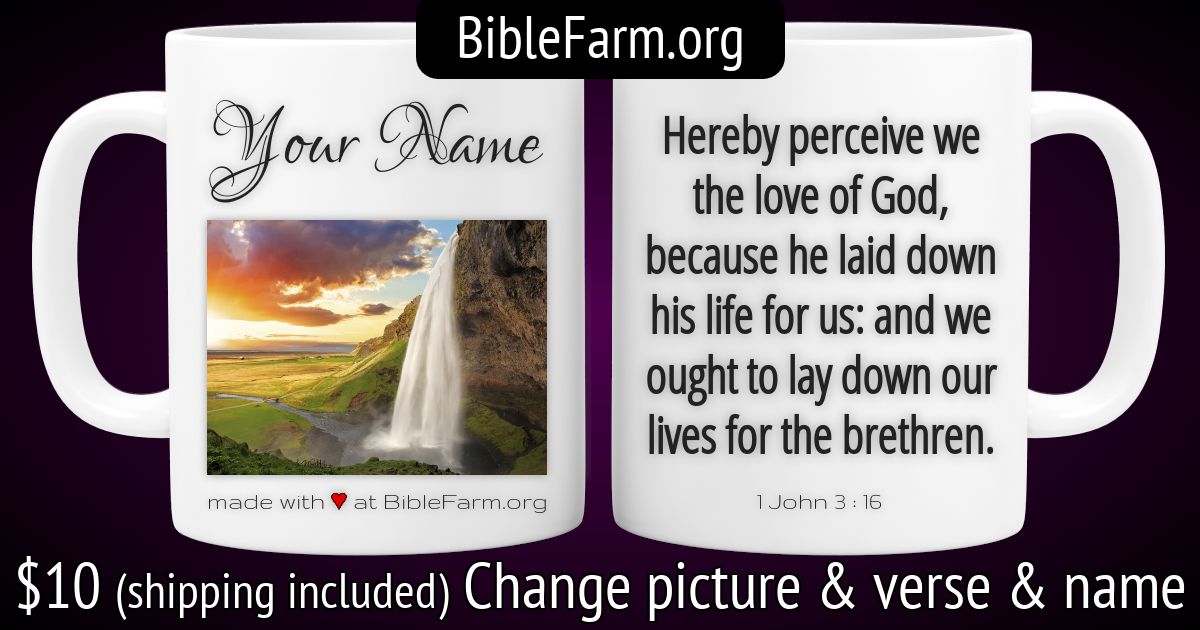 BibleFarm.org
Your Name
made with ♥ at BibleFarm.org
Hereby perceive we
the love of God,
because he laid down
his life for us: and we
ought to lay down our
lives for the brethren.
1 John 3 : 16
$10 (shipping included) Change picture & verse & name